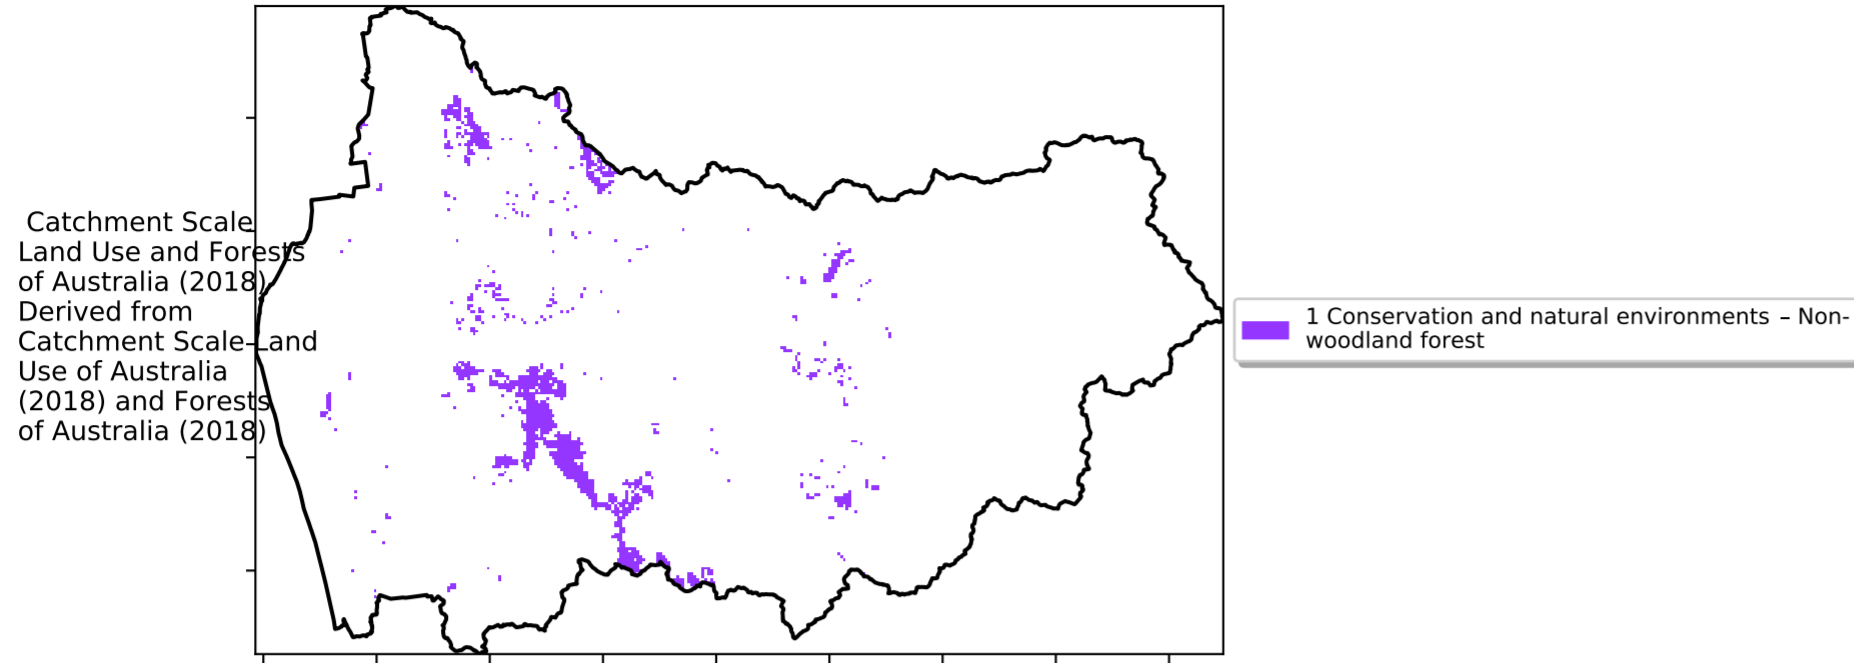 Catchment Scale
Land Use and Forests
of Australia (2018)
Derived from
Catchment Scale Land
Use of Australia
(2018) and Forests
of Australia (2018)
1 Conservation and natural environments – Non-
woodland forest